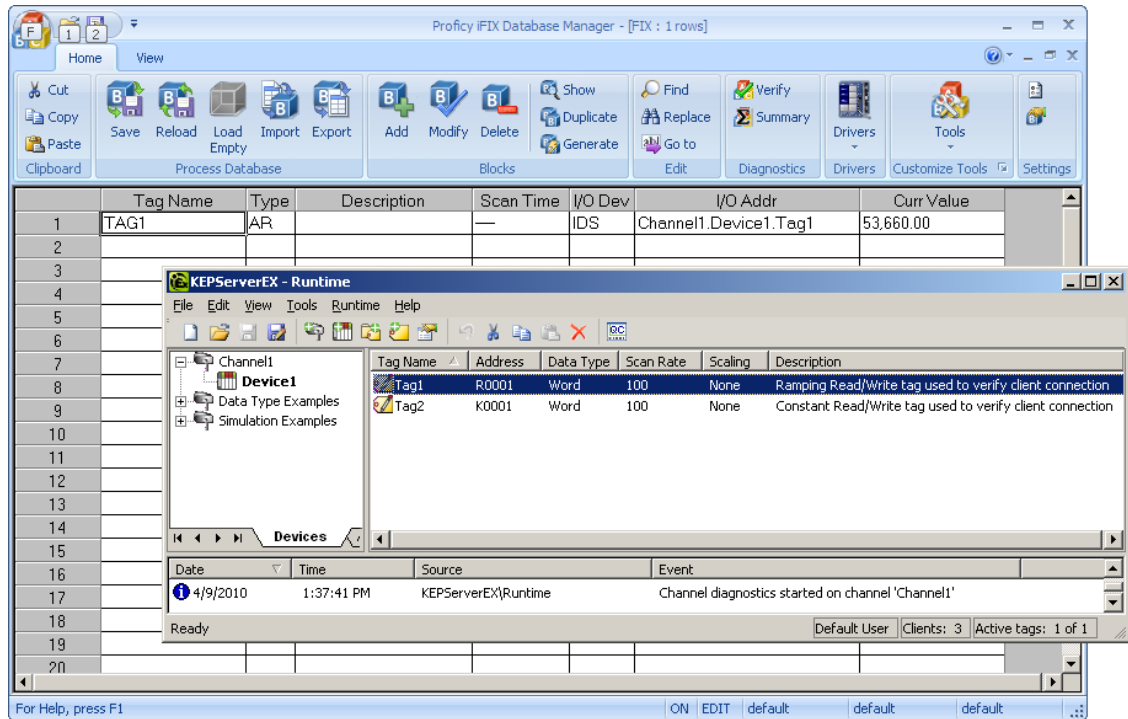 Proficy iFIX Database Manager - [FIX : 1 rows]
F 1 2
Home View
Cut
Copy
Paste
Clipboard
Save Reload Load Empty Import Export
Process Database
Add Modify Delete
Show
Duplicate
Generate
Blocks
Find
Replace
Go to
Edit
Verify
Summary
Diagnostics
Drivers
Drivers
Tools
Customize Tools
Settings
Tag Name Type Description Scan Time I/O Dev I/O Addr Curr Value
1 TAG1 AR — IDS Channel1.Device1.Tag1 53,660.00
2
3
4
5
6
7
8
9
10
11
12
13
14
15
16
17
18
19
20
KEPServerEX - Runtime
File Edit View Tools Runtime Help
QC
Channel1
Device1
Data Type Examples
Simulation Examples
Devices
Tag Name Address Data Type Scan Rate Scaling Description
Tag1 R0001 Word 100 None Ramping Read/Write tag used to verify client connection
Tag2 K0001 Word 100 None Constant Read/Write tag used to verify client connection
Date Time Source Event
4/9/2010 1:37:41 PM KEPServerEX\Runtime Channel diagnostics started on channel 'Channel1'
Ready Default User Clients: 3 Active tags: 1 of 1
For Help, press F1 ON EDIT default default default